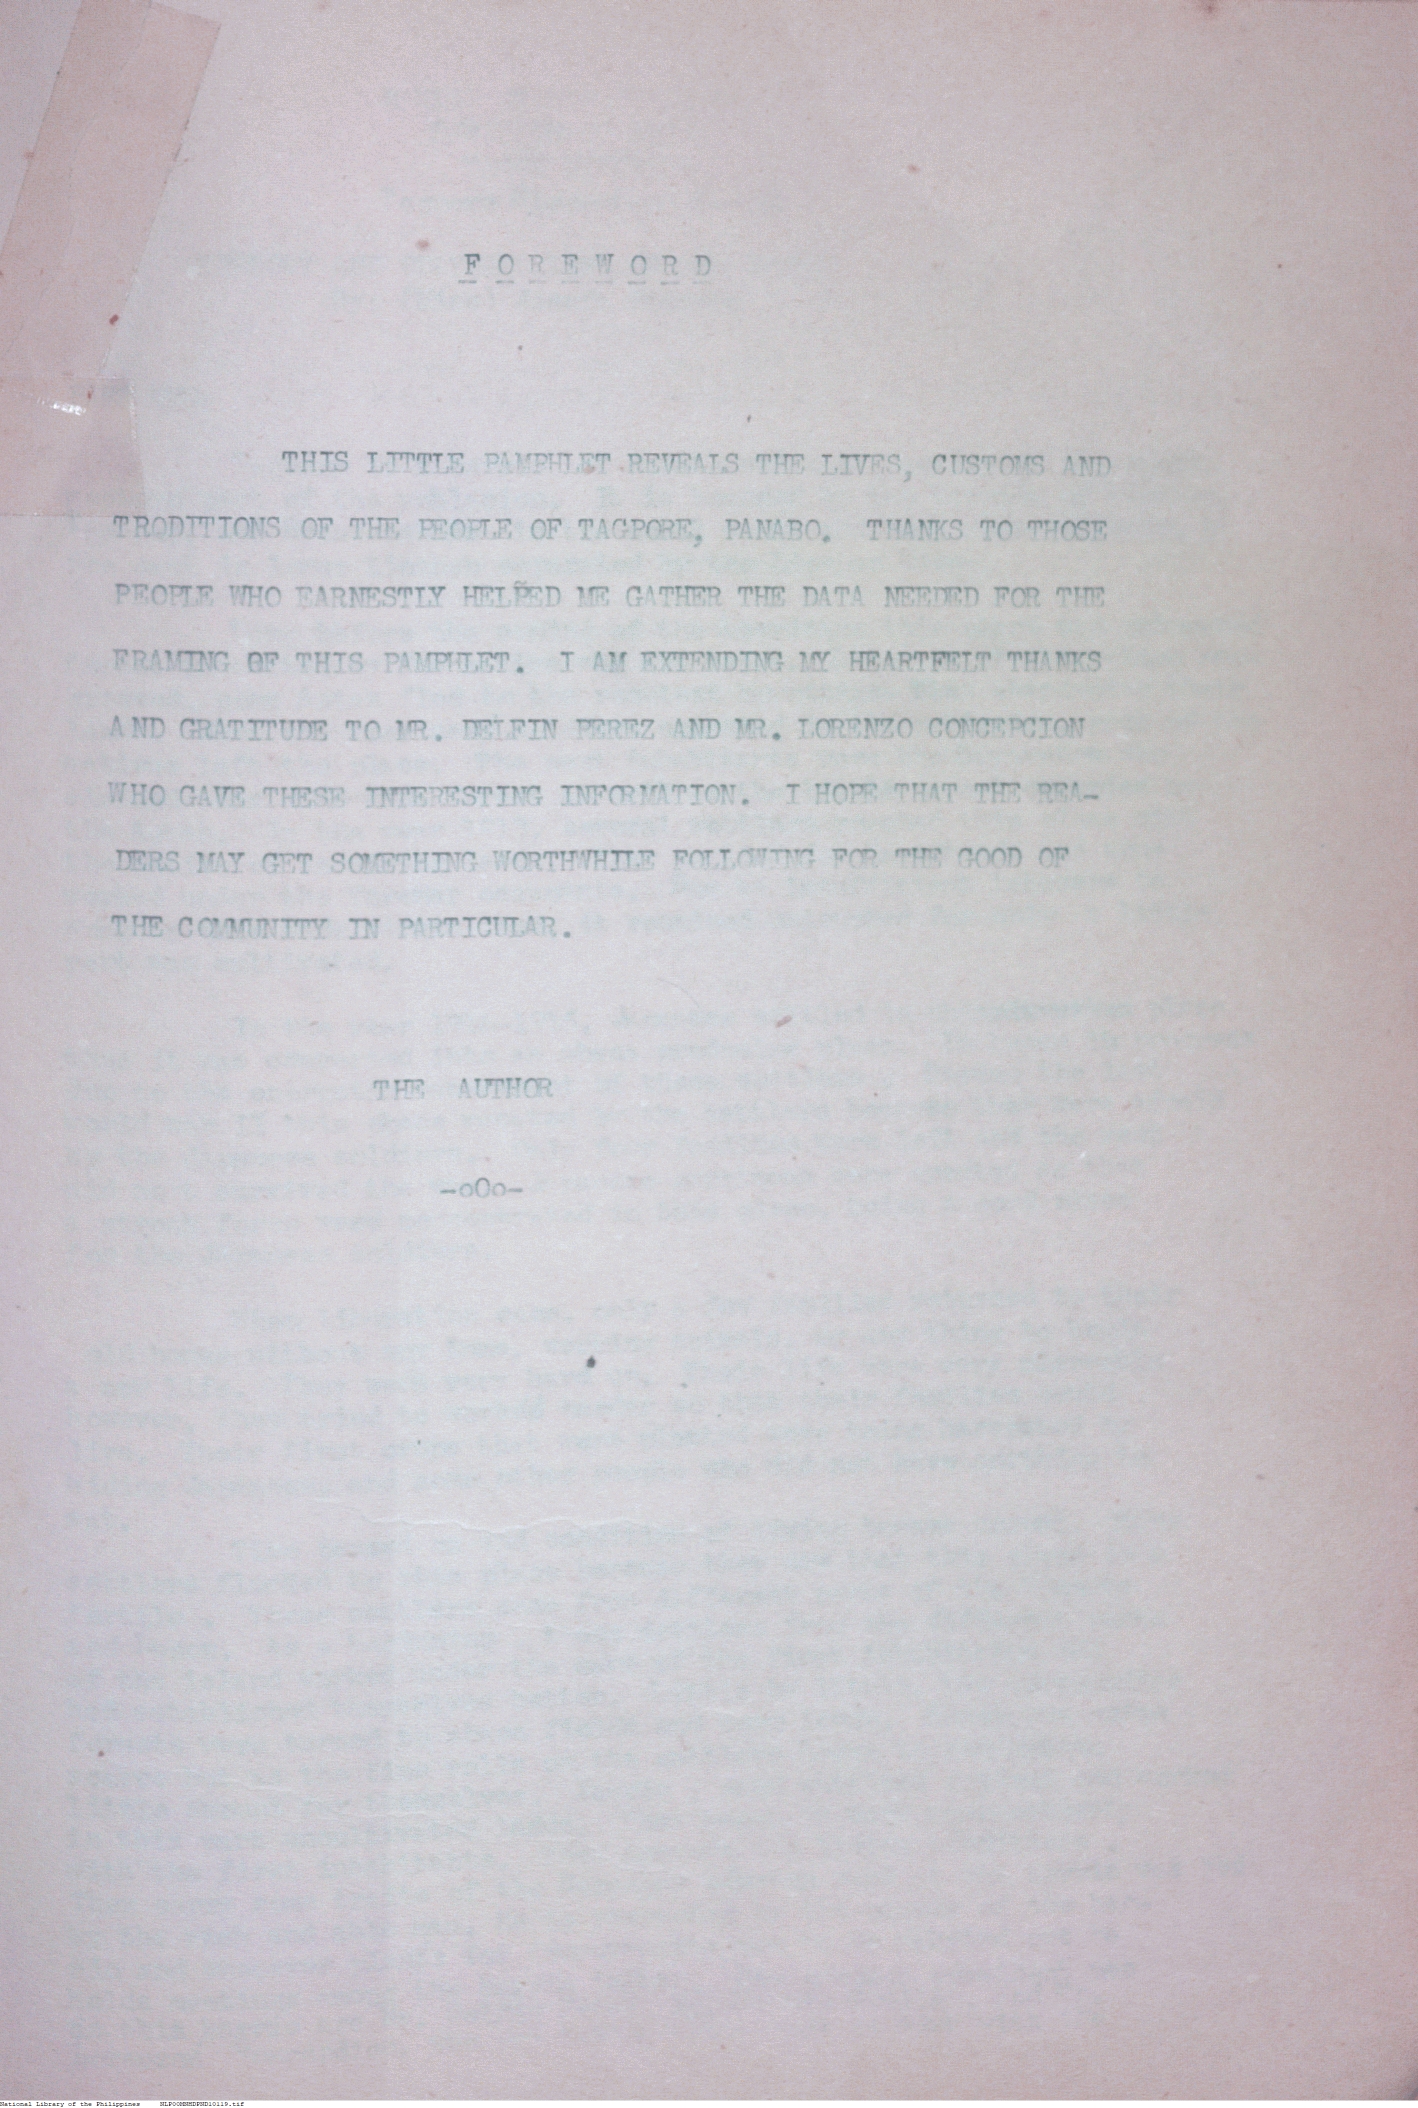 FOREWORD
THIS LITTLE PAMPHLET REVEALS THE LIVES, CUSTOMS AND
TRODITIONS OF THE PEOPLE OF TAGPORE, PANABO. THANKS TO THOSE
PEOPLE WHO EARNESTLY HELPED ME GATHER THE DATA NEEDED FOR THE
FRAMING OF THIS PAMPHLET. I AM EXTENDING MY HEARTFELT THANKS
AND GRATITUDE TO MR. DELFIN PEREZ AND MR. LORENZO CONCEPCION
WHO GAVE THESE INTERESTING INFORMATION. I HOPE THAT THE REA-
DERS MAY GET SOMETHING WORTHWHILE FOLLOWING FOR THE GOOD OF
THE COMMUNITY IN PARTICULAR.
THE AUTHOR
-oOo-
National Library of the Philippines NLPOOMNHDPND10119.tif